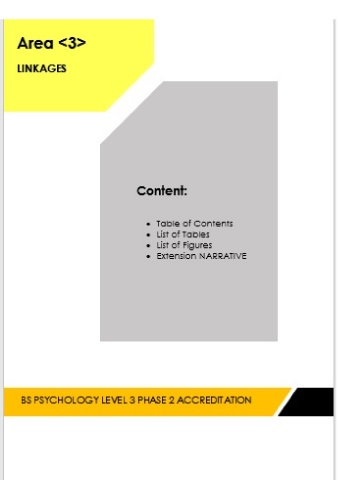 Area <3>
LINKAGES
Content:
• Table of Contents
• List of Tables
• List of Figures
• Extension NARRATIVE
BS PSYCHOLOGY LEVEL 3 PHASE 2 ACCREDITATION